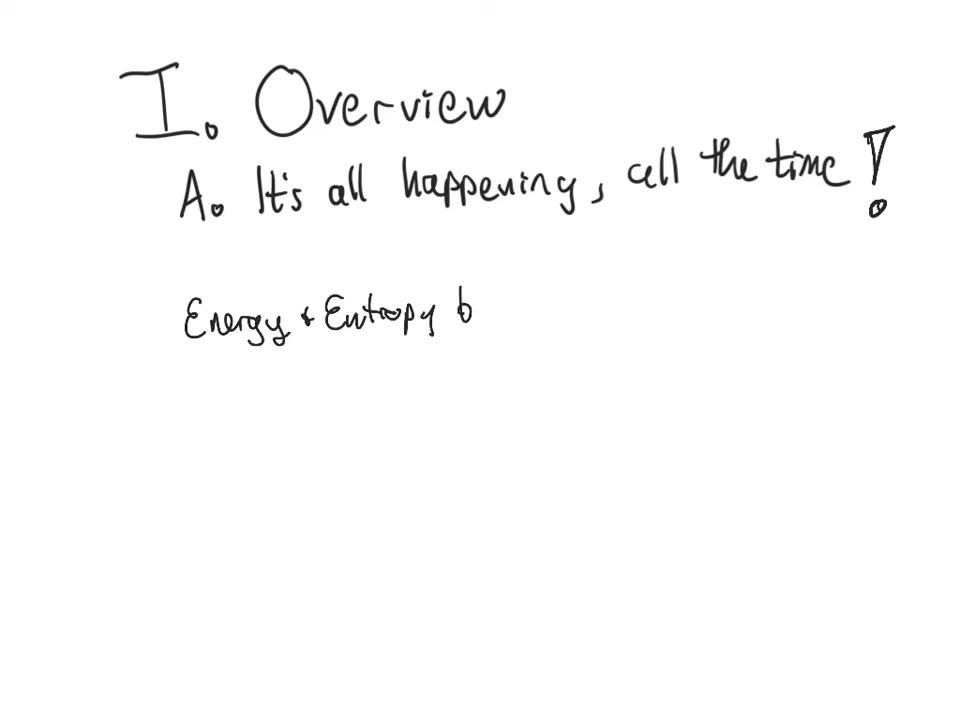 I. Overview
A. It's all happening, all the time!
Energy & Entropy b